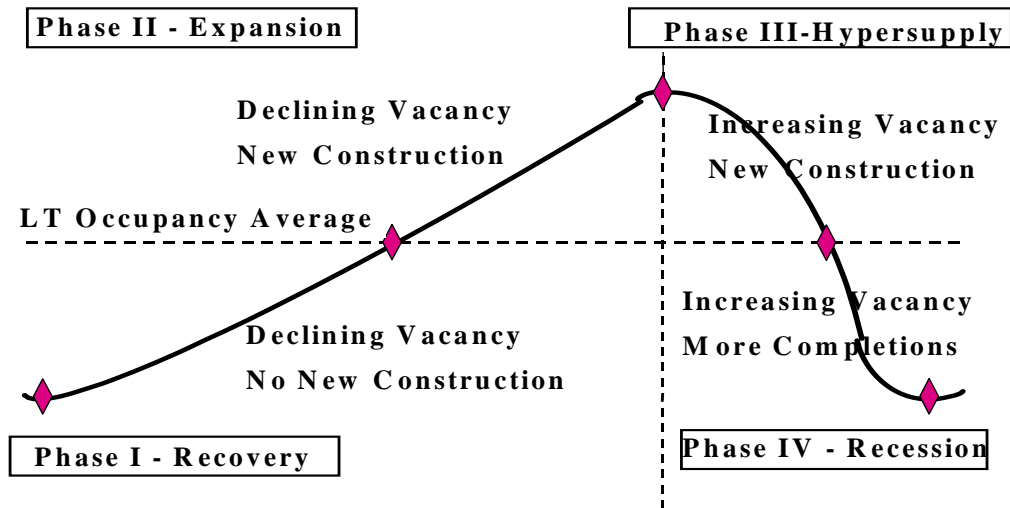 Phase II - Expansion
Phase III-Hypersupply
Declining Vacancy
New Construction
Increasing Vacancy
New Construction
LT Occupancy Average
Declining Vacancy
No New Construction
Increasing Vacancy
More Completions
Phase I - Recovery
Phase IV - Recession